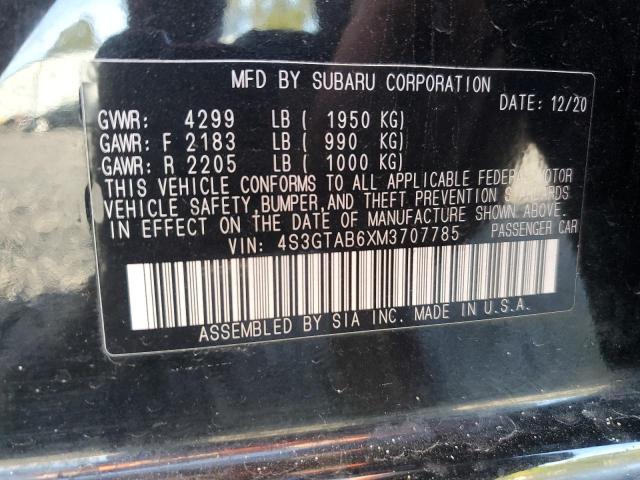 MFD BY SUBARU CORPORATION
DATE: 12/20
GVWR: 4299 LB ( 1950 KG)
GAWR: F 2183 LB ( 990 KG)
GAWR: R 2205 LB ( 1000 KG)
THIS VEHICLE CONFORMS TO ALL APPLICABLE FEDERAL MOTOR
VEHICLE SAFETY, BUMPER, AND THEFT PREVENTION STANDARDS
IN EFFECT ON THE DATE OF MANUFACTURE SHOWN ABOVE.
VIN: 4S3GTAB6XM3707785 PASSENGER CAR
ASSEMBLED BY SIA INC. MADE IN U.S.A.